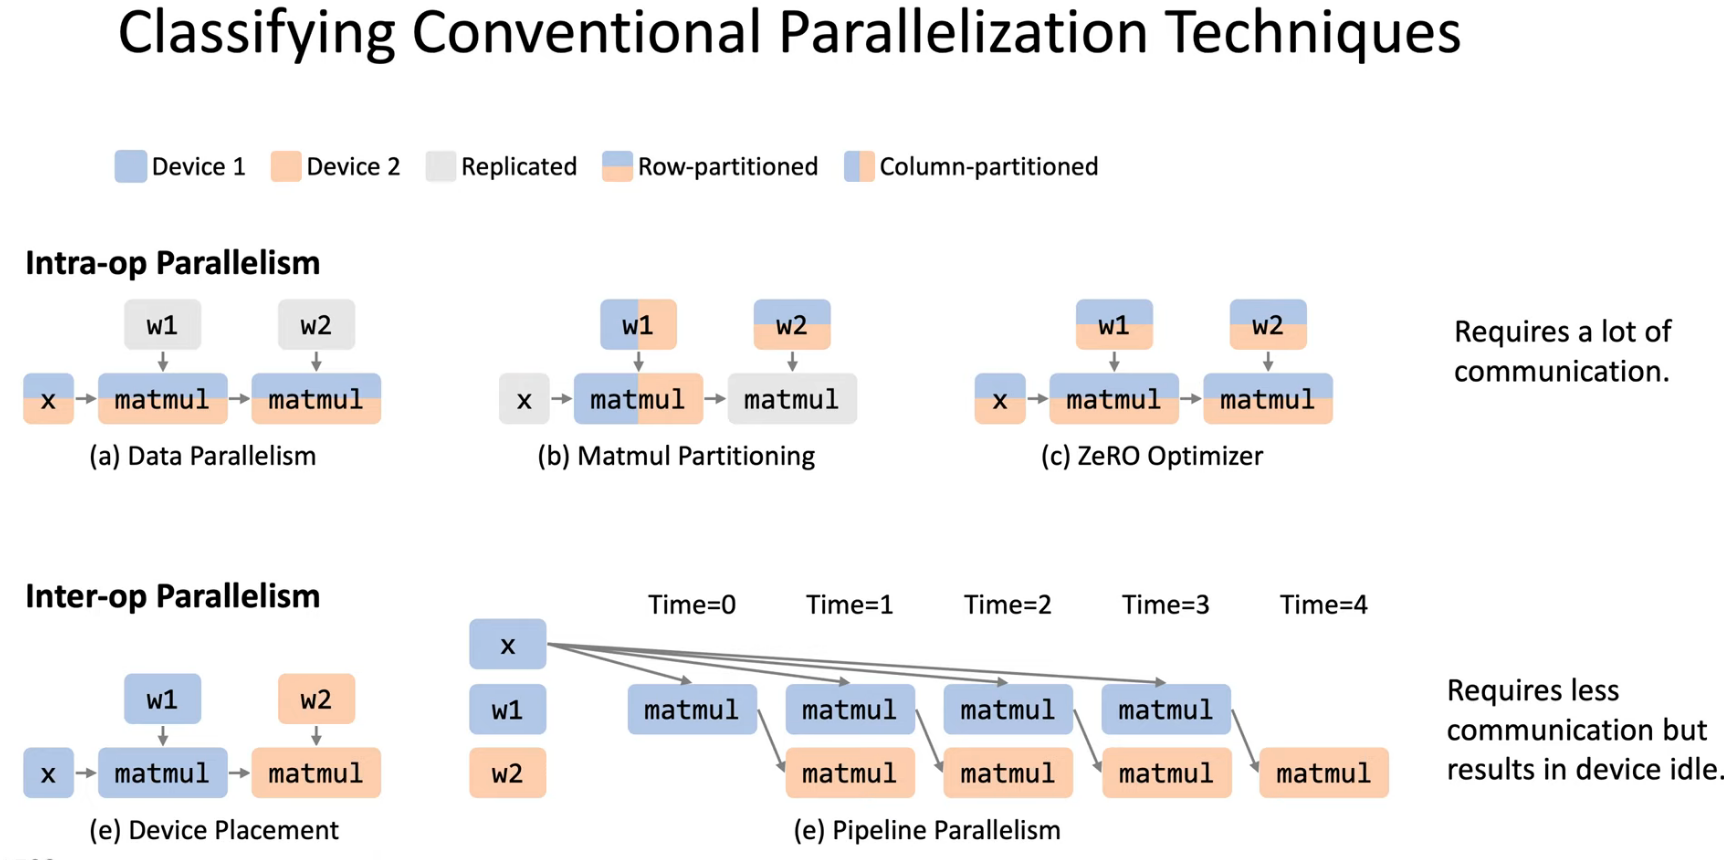 Classifying Conventional Parallelization Techniques
Device 1
Device 2
Replicated
Row-partitioned
Column-partitioned
Intra-op Parallelism
w1
w2
x
matmul
matmul
(a) Data Parallelism
w1
w2
x
matmul
matmul
(b) Matmul Partitioning
w1
w2
x
matmul
matmul
(c) ZeRO Optimizer
Requires a lot of
communication.
Inter-op Parallelism
w1
w2
x
matmul
matmul
(e) Device Placement
Time=0
Time=1
Time=2
Time=3
Time=4
x
w1
matmul
matmul
matmul
matmul
w2
matmul
matmul
matmul
matmul
(e) Pipeline Parallelism
Requires less
communication but
results in device idle.